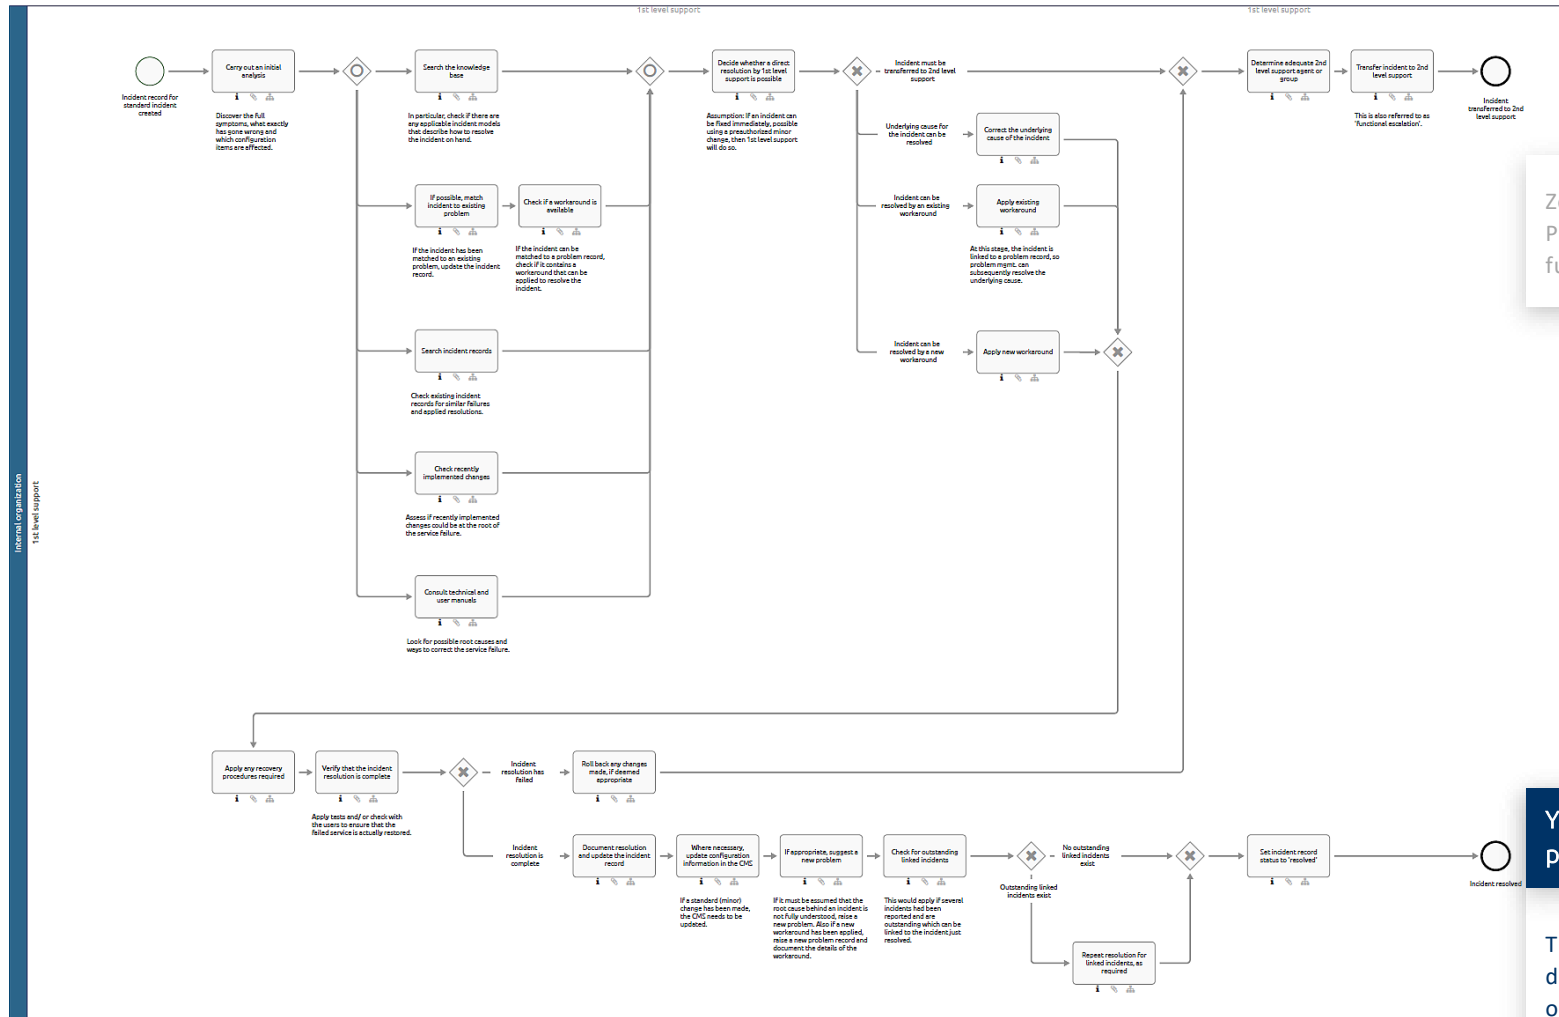 1st level support
1st level support
Internal organization
1st level support
Incident record for
standard incident
created
Carry out an initial
analysis
Discover the full
symptoms, what exactly
has gone wrong and
which configuration
items are affected.
Search the knowledge
base
In particular, check if there are
any applicable incident models
that describe how to resolve
the incident on hand.
If possible, match
incident to existing
problem
If the incident has been
matched to an existing
problem, update the incident
record.
Check if a workaround is
available
If the incident can be
matched to a problem record,
check if it contains a
workaround that can be
applied to resolve the
incident.
Search incident records
Check existing incident
records for similar failures
and applied resolutions.
Check recently
implemented changes
Assess if recently implemented
changes could be at the root of
the service failure.
Consult technical and
user manuals
Look for possible root causes and
ways to correct the service failure.
Decide whether a direct
resolution by 1st level
support is possible
Assumption: If an incident can
be fixed immediately, possible
using a preauthorized minor
change, then 1st level support
will do so.
Incident must be
transferred to 2nd level
support
Underlying cause for
the incident can be
resolved
Correct the underlying
cause of the incident
Incident can be
resolved by an existing
workaround
Apply existing
workaround
At this stage, the incident is
linked to a problem record, so
problem mgmt. can
subsequently resolve the
underlying cause.
Incident can be
resolved by a new
workaround
Apply new workaround
Determine adequate 2nd
level support agent or
group
Transfer incident to 2nd
level support
This is also referred to as
'functional escalation'.
Incident
transferred to 2nd
level support
Apply any recovery
procedures required
Verify that the incident
resolution is complete
Apply tests and/ or check with
the users to ensure that the
failed service is actually restored.
Incident
resolution has
failed
Roll back any changes
made, if deemed
appropriate
Incident
resolution is
complete
Document resolution
and update the incident
record
Where necessary,
update configuration
information in the CMS
If a standard (minor)
change has been made,
the CMS needs to be
updated.
If appropriate, suggest a
new problem
If it must be assumed that the
root cause behind an incident is
not fully understood, raise a
new problem. Also if a new
workaround has been applied,
raise a new problem record and
document the details of the
workaround.
Check for outstanding
linked incidents
This would apply if several
incidents had been
reported and are
outstanding which can be
linked to the incident just
resolved.
No outstanding
linked incidents
exist
Outstanding linked
incidents exist
Repeat resolution for
linked incidents, as
required
Set incident record
status to 'resolved'
Incident resolved